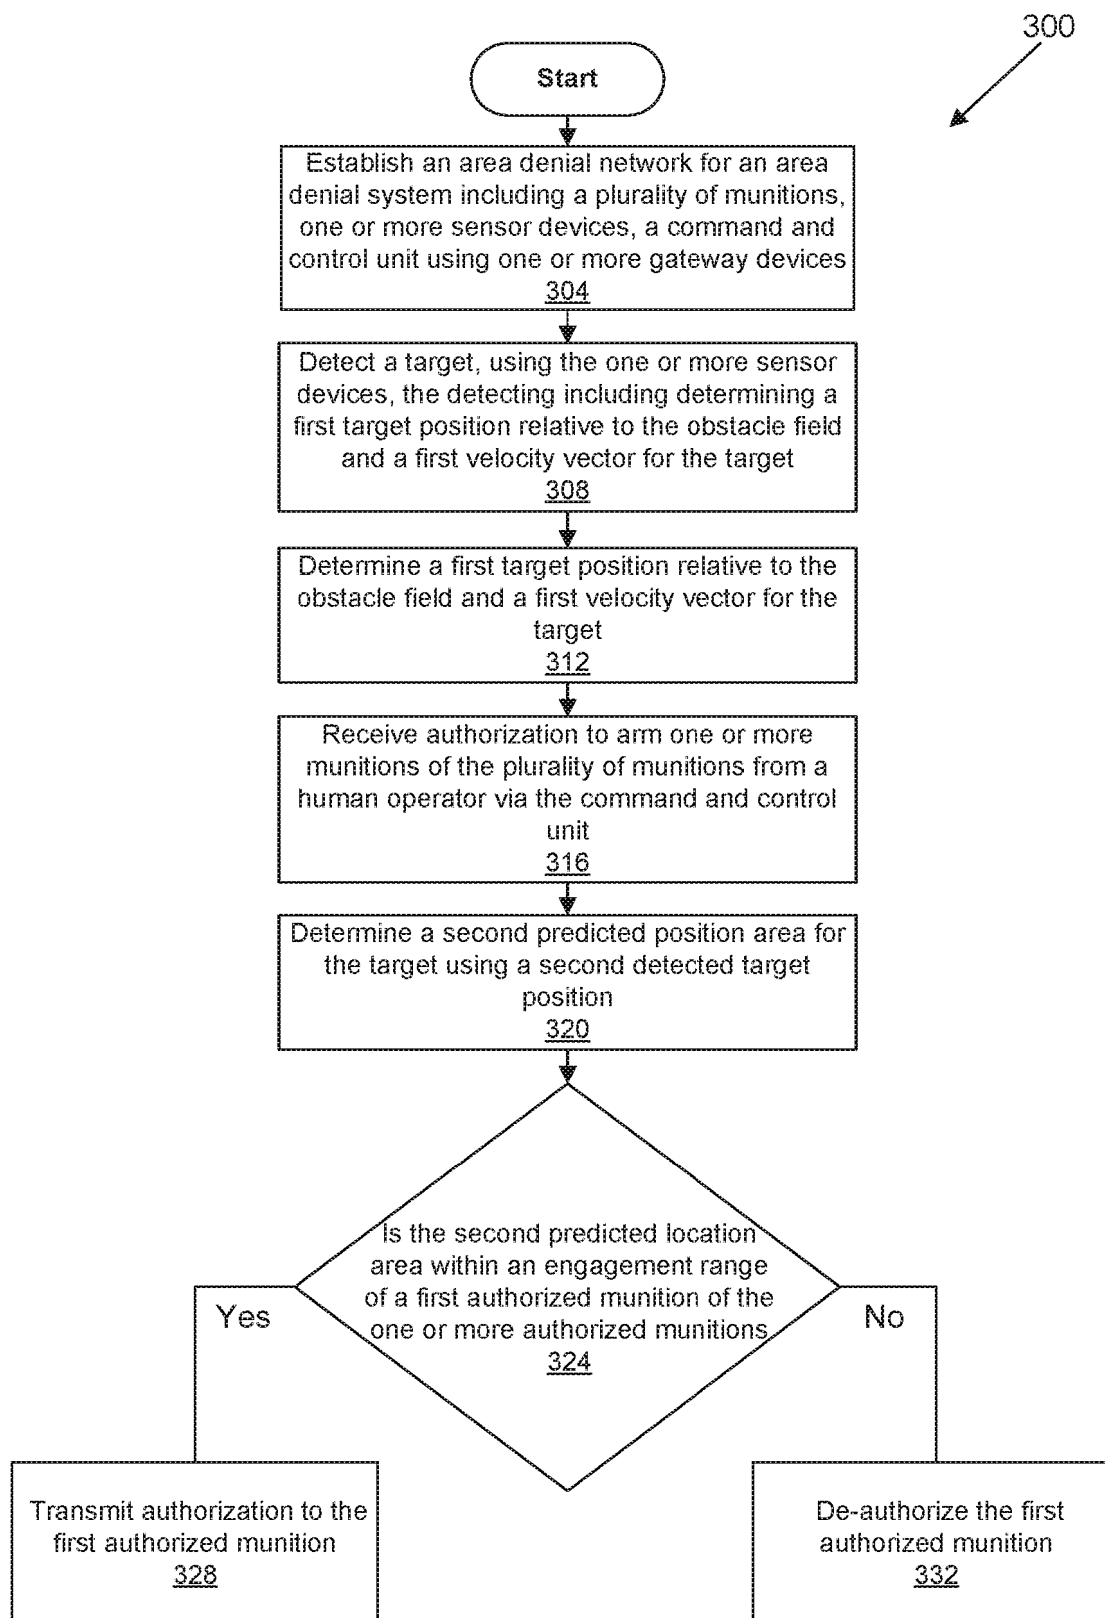 300
Start
Establish an area denial network for an area
denial system including a plurality of munitions,
one or more sensor devices, a command and
control unit using one or more gateway devices
304
Detect a target, using the one or more sensor
devices, the detecting including determining a
first target position relative to the obstacle field
and a first velocity vector for the target
308
Determine a first target position relative to the
obstacle field and a first velocity vector for the
target
312
Receive authorization to arm one or more
munitions of the plurality of munitions from a
human operator via the command and control
unit
316
Determine a second predicted position area for
the target using a second detected target
position
320
Is the second predicted location
area within an engagement range
of a first authorized munition of the
one or more authorized munitions
324
Yes
No
Transmit authorization to the
first authorized munition
328
De-authorize the first
authorized munition
332